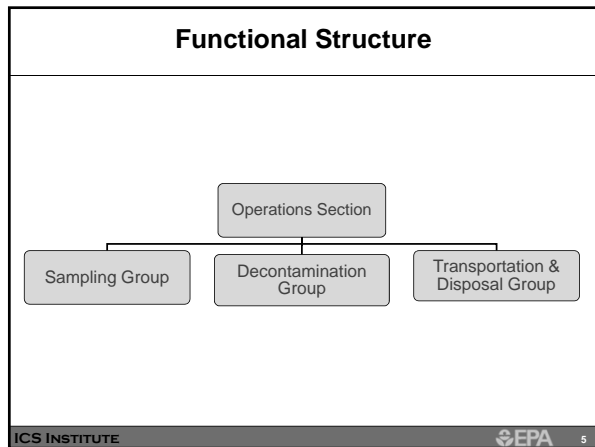 Functional Structure
Operations Section
Sampling Group
Decontamination
Group
Transportation &
Disposal Group
ICS INSTITUTE
EPA
5